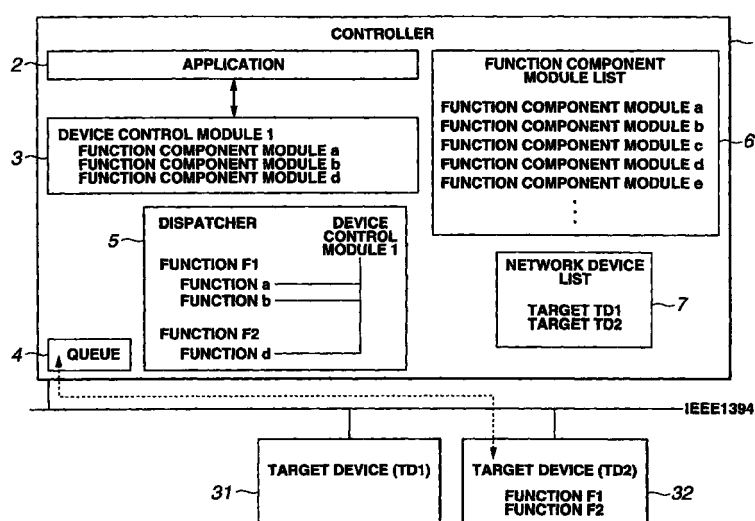 CONTROLLER
2
APPLICATION
3
DEVICE CONTROL MODULE 1
FUNCTION COMPONENT MODULE a
FUNCTION COMPONENT MODULE b
FUNCTION COMPONENT MODULE d
FUNCTION COMPONENT
MODULE LIST
FUNCTION COMPONENT MODULE a
FUNCTION COMPONENT MODULE b
FUNCTION COMPONENT MODULE c
FUNCTION COMPONENT MODULE d
FUNCTION COMPONENT MODULE e
6
5
DISPATCHER
DEVICE
CONTROL
MODULE 1
FUNCTION F1
FUNCTION a
FUNCTION b
FUNCTION F2
FUNCTION d
NETWORK DEVICE
LIST
TARGET TD1
TARGET TD2
7
4
QUEUE
IEEE1394
31
TARGET DEVICE (TD1)
TARGET DEVICE (TD2)
FUNCTION F1
FUNCTION F2
32